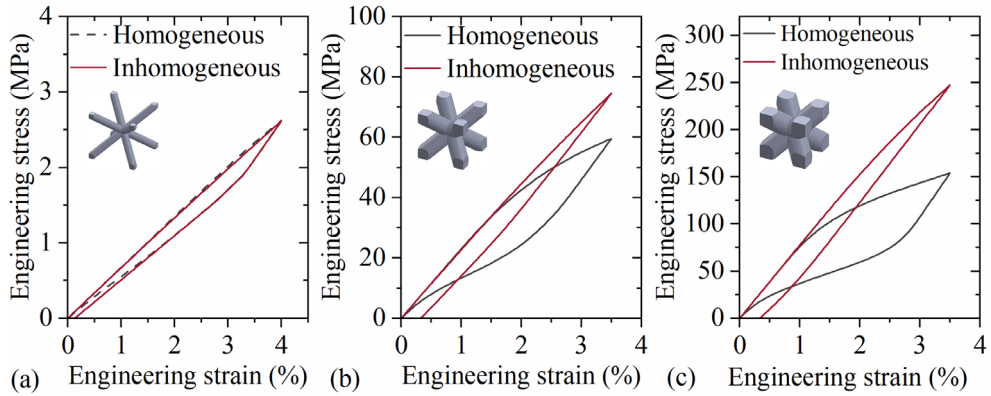 Engineering stress (MPa)
4
3
2
1
0
Homogeneous
Inhomogeneous
0 1 2 3 4
(a) Engineering strain (%)
Engineering stress (MPa)
100
80
60
40
20
0
Homogeneous
Inhomogeneous
0 1 2 3 4
(b) Engineering strain (%)
Engineering stress (MPa)
300
250
200
150
100
50
0
Homogeneous
Inhomogeneous
0 1 2 3 4
(c) Engineering strain (%)